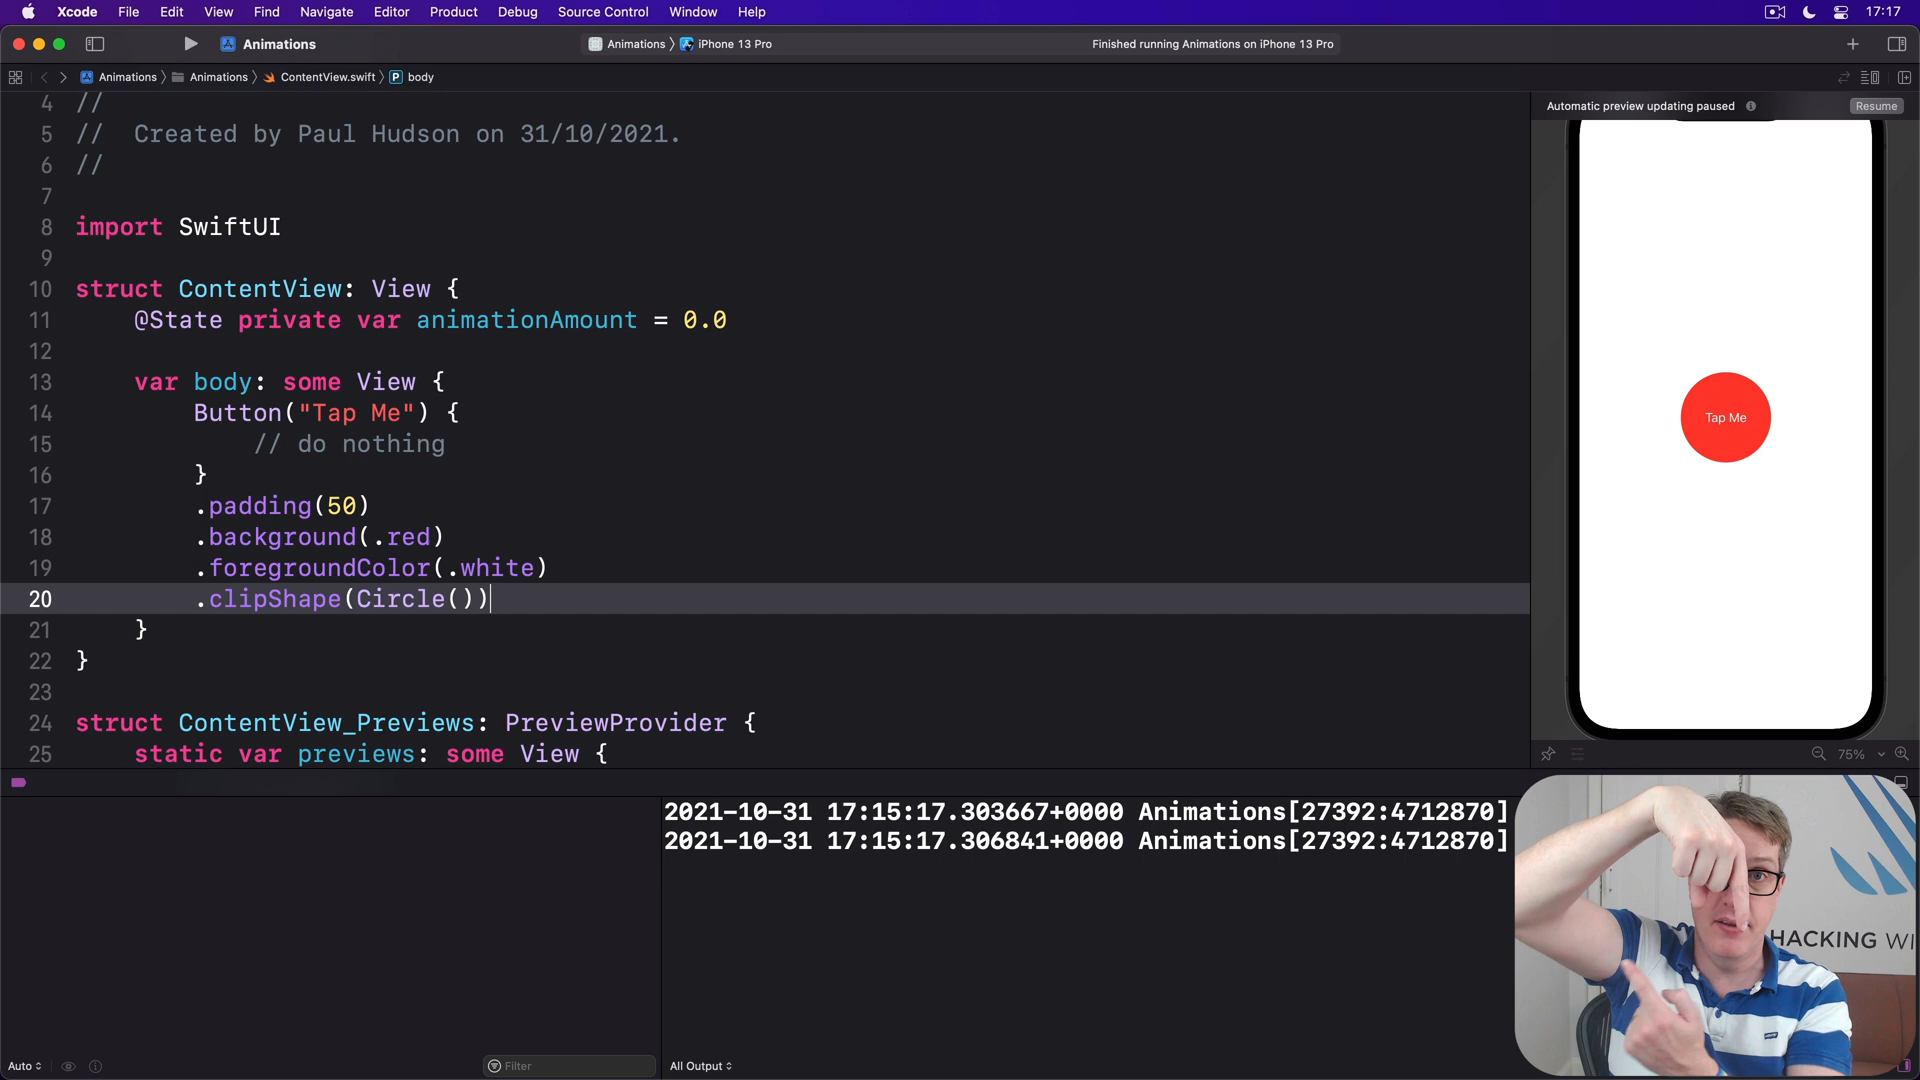 Xcode File Edit View Find Navigate Editor Product Debug Source Control Window Help 17:17
Animations Animations iPhone 13 Pro Finished running Animations on iPhone 13 Pro
Animations Animations ContentView.swift P body
4 //
5 // Created by Paul Hudson on 31/10/2021.
6 //
7
8 import SwiftUI
9
10 struct ContentView: View {
11 @State private var animationAmount = 0.0
12
13 var body: some View {
14 Button("Tap Me") {
15 // do nothing
16 }
17 .padding(50)
18 .background(.red)
19 .foregroundColor(.white)
20 .clipShape(Circle())
21 }
22 }
23
24 struct ContentView_Previews: PreviewProvider {
25 static var previews: some View {
Automatic preview updating paused Resume
Tap Me
75%
2021-10-31 17:15:17.303667+0000 Animations[27392:4712870]
2021-10-31 17:15:17.306841+0000 Animations[27392:4712870]
HACKING WI
Auto Filter All Output